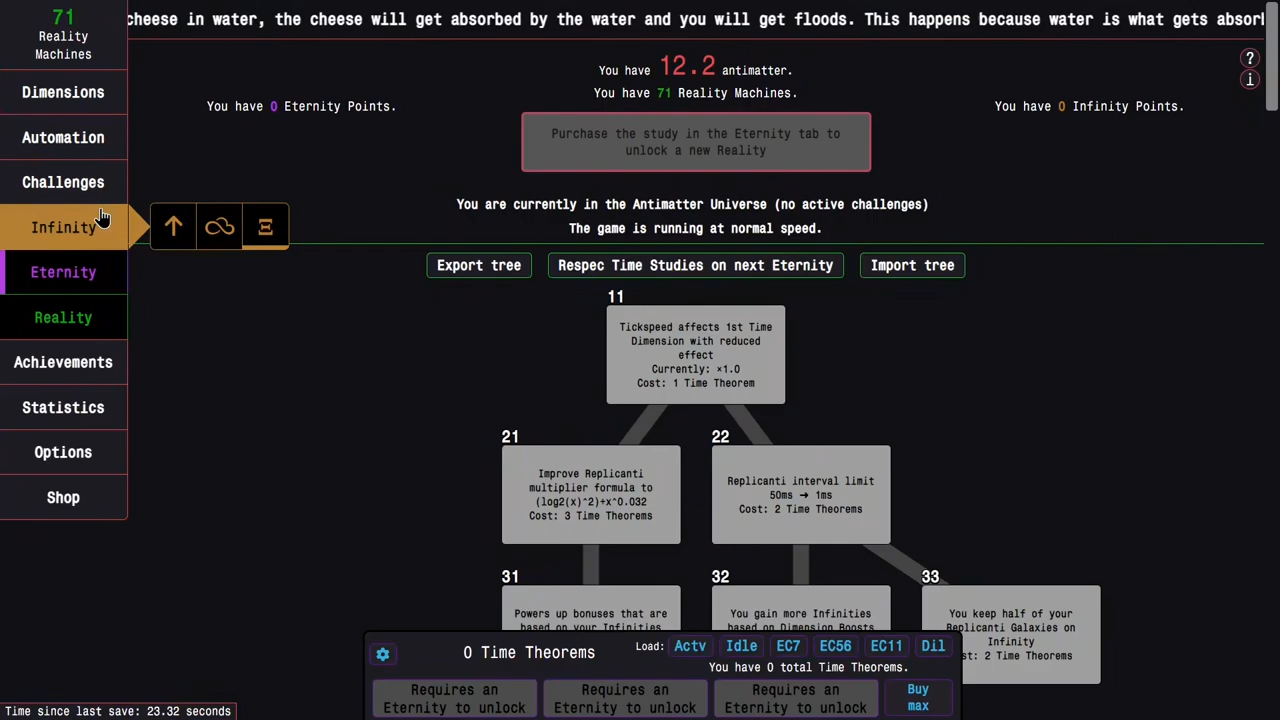 71
Reality
Machines
cheese in water, the cheese will get absorbed by the water and you will get floods. This happens because water is what gets absor
You have 12.2 antimatter.
You have 71 Reality Machines.
You have 0 Eternity Points.
You have 0 Infinity Points.
?
i
Purchase the study in the Eternity tab to
unlock a new Reality
You are currently in the Antimatter Universe (no active challenges)
The game is running at normal speed.
Dimensions
Automation
Challenges
Infinity
Eternity
Reality
Achievements
Statistics
Options
Shop
↑
∞
Ξ
Export tree
Respec Time Studies on next Eternity
Import tree
11
Tickspeed affects 1st Time
Dimension with reduced
effect
Currently: ×1.0
Cost: 1 Time Theorem
21
Improve Replicanti
multiplier formula to
(log2(x)^2)+x^0.032
Cost: 3 Time Theorems
22
Replicanti interval limit
50ms ➜ 1ms
Cost: 2 Time Theorems
31
Powers up bonuses that are
based on your Infinities
32
You gain more Infinities
based on Dimension Boosts
33
You keep half of your
Replicanti Galaxies on
Infinity
st: 2 Time Theorems
0 Time Theorems
Load: Actv Idle EC7 EC56 EC11 Dil
You have 0 total Time Theorems.
Requires an
Eternity to unlock
Requires an
Eternity to unlock
Requires an
Eternity to unlock
Buy
max
Time since last save: 23.32 seconds